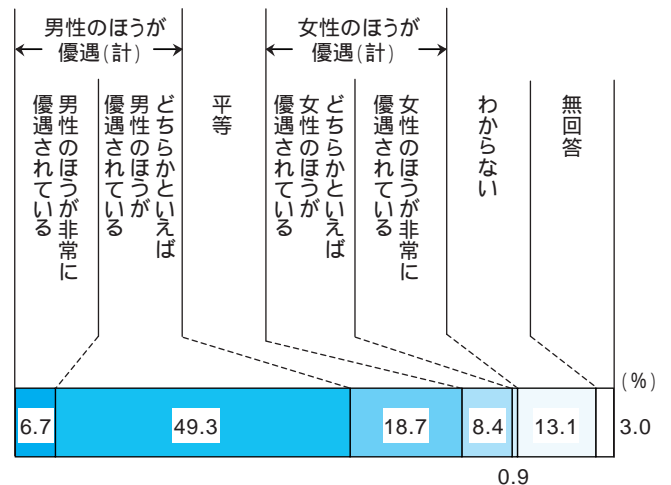 男性のほうが
優遇(計)
女性のほうが
優遇(計)
男性のほうが非常に
優遇されている
どちらかといえば
男性のほうが
優遇されている
平等
どちらかといえば
女性のほうが
優遇されている
女性のほうが非常に
優遇されている
わからない
無回答
(%)
6.7
49.3
18.7
8.4
13.1
3.0
0.9